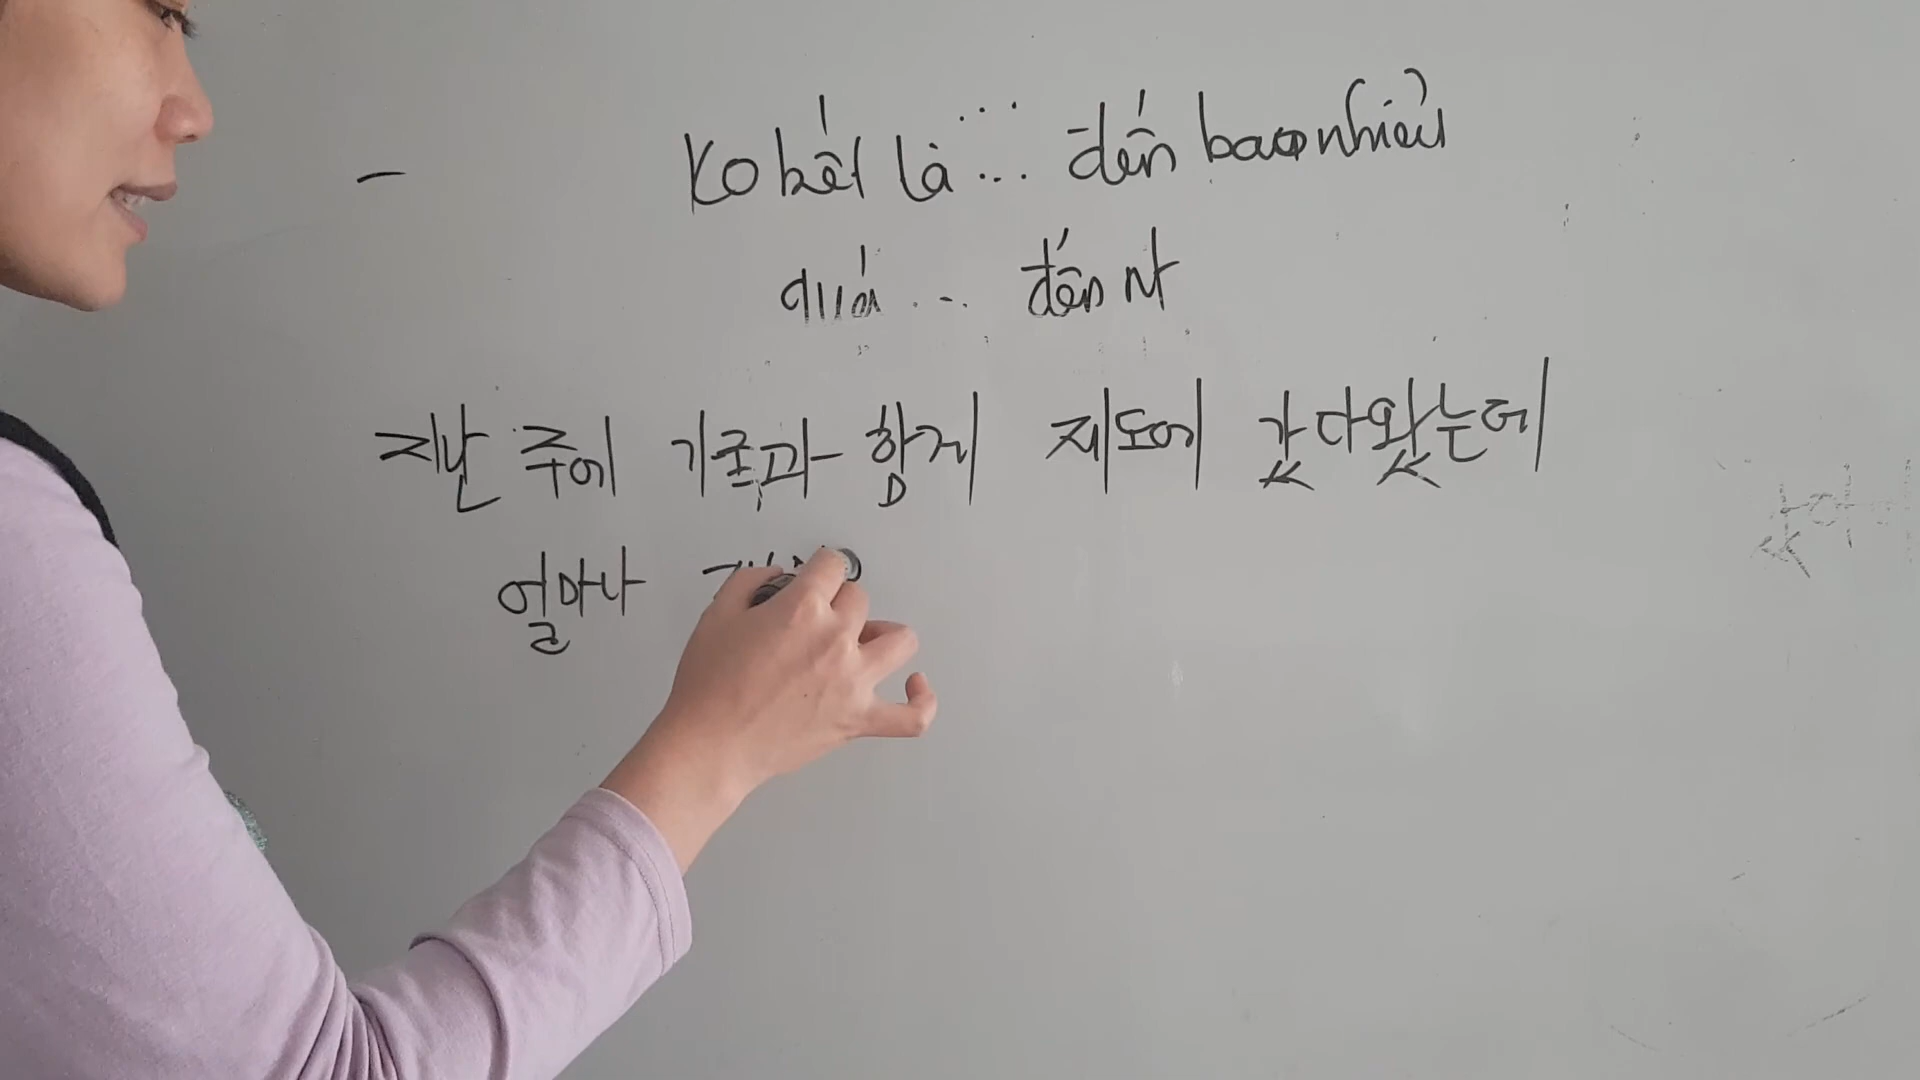 - Ko biết là ... đến bao nhiêu
quá ... đến nỗi
지난 주에 가족과 함께 제도에 갔다왔는데
얼마나